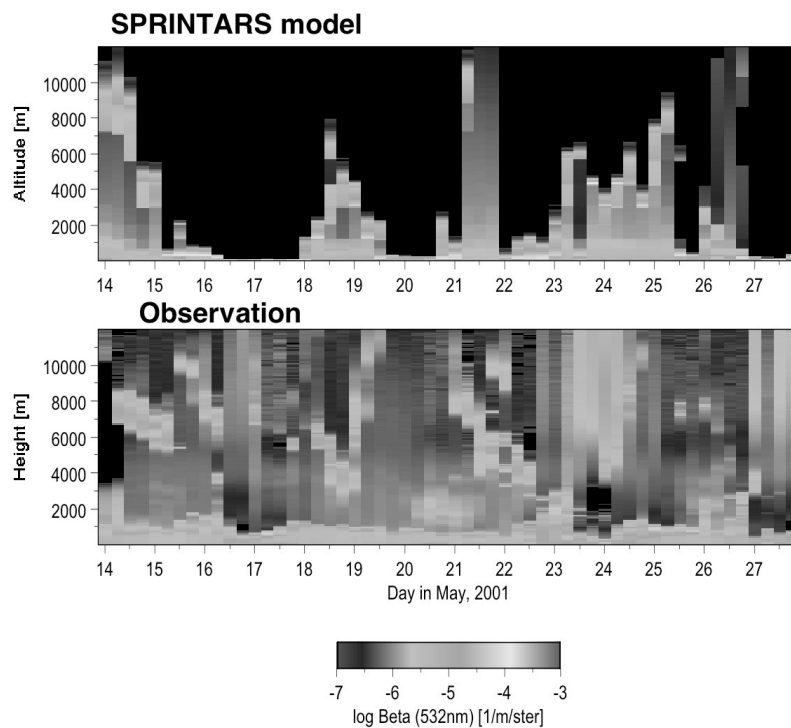 SPRINTARS model
Altitude [m]
10000
8000
6000
4000
2000
14 15 16 17 18 19 20 21 22 23 24 25 26 27
Observation
Height [m]
10000
8000
6000
4000
2000
14 15 16 17 18 19 20 21 22 23 24 25 26 27
Day in May, 2001
-7 -6 -5 -4 -3
log Beta (532nm) [1/m/ster]